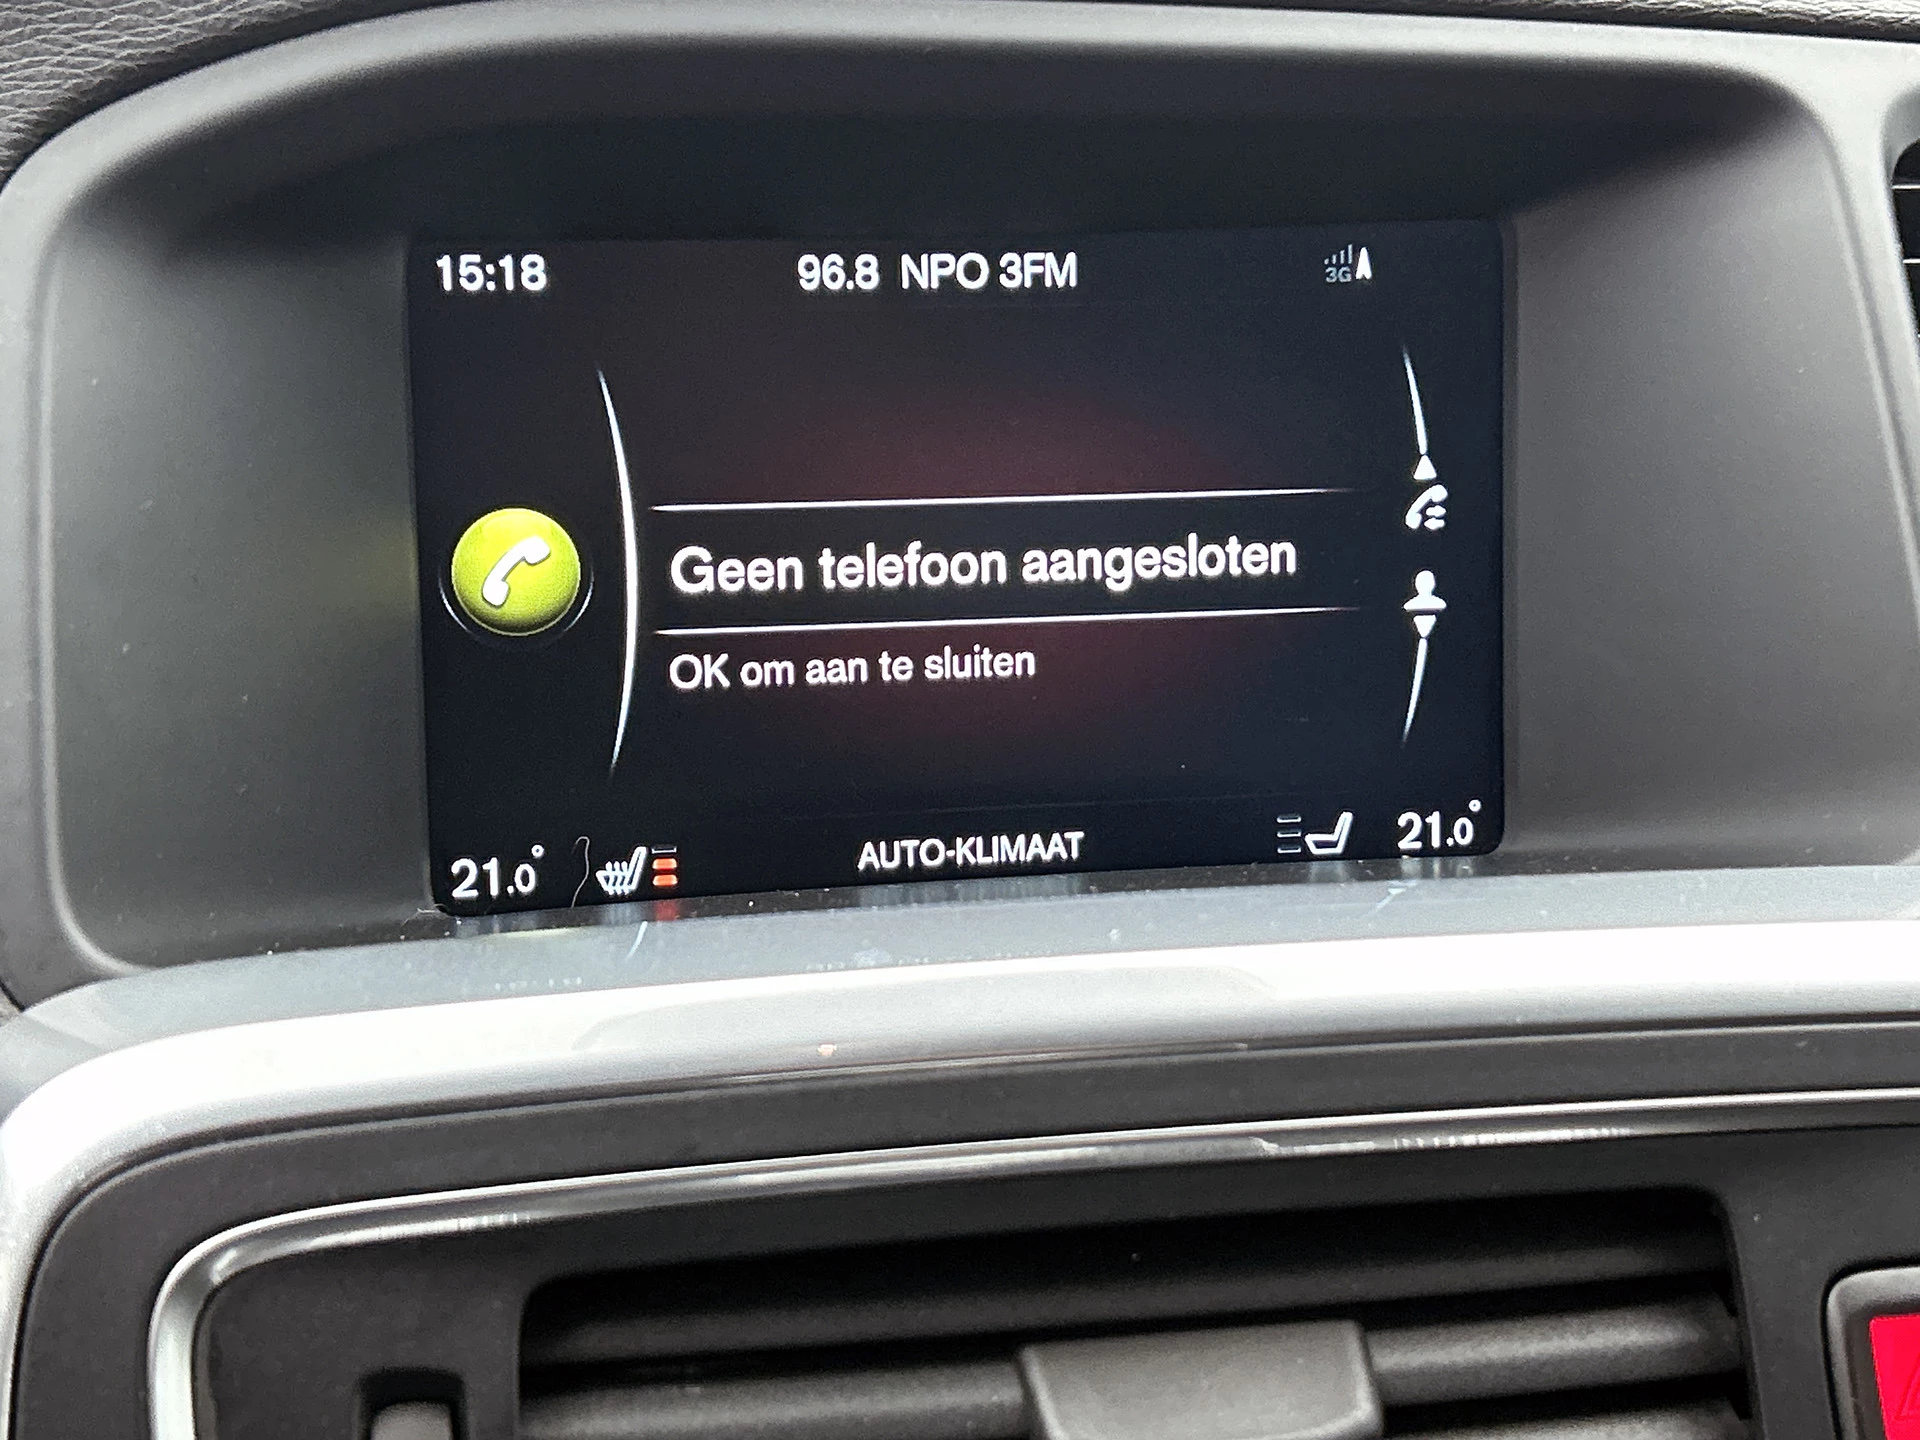 15:18 96.8 NPO 3FM 3G
Geen telefoon aangesloten
OK om aan te sluiten
21.0° AUTO-KLIMAAT 21.0°